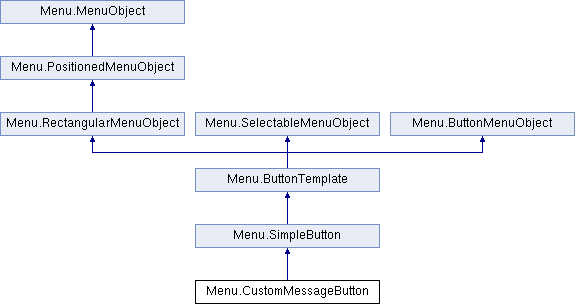 Menu.MenuObject
Menu.PositionedMenuObject
Menu.RectangularMenuObject
Menu.SelectableMenuObject
Menu.ButtonMenuObject
Menu.ButtonTemplate
Menu.SimpleButton
Menu.CustomMessageButton